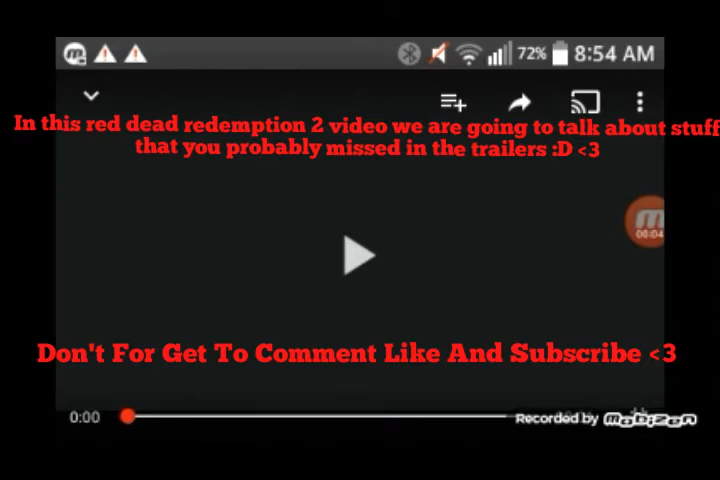 72% 8:54 AM
In this red dead redemption 2 video we are going to talk about stuff
that you probably missed in the trailers :D <3
00:04
Don't For Get To Comment Like And Subscribe <3
0:00
Recorded by mobizen